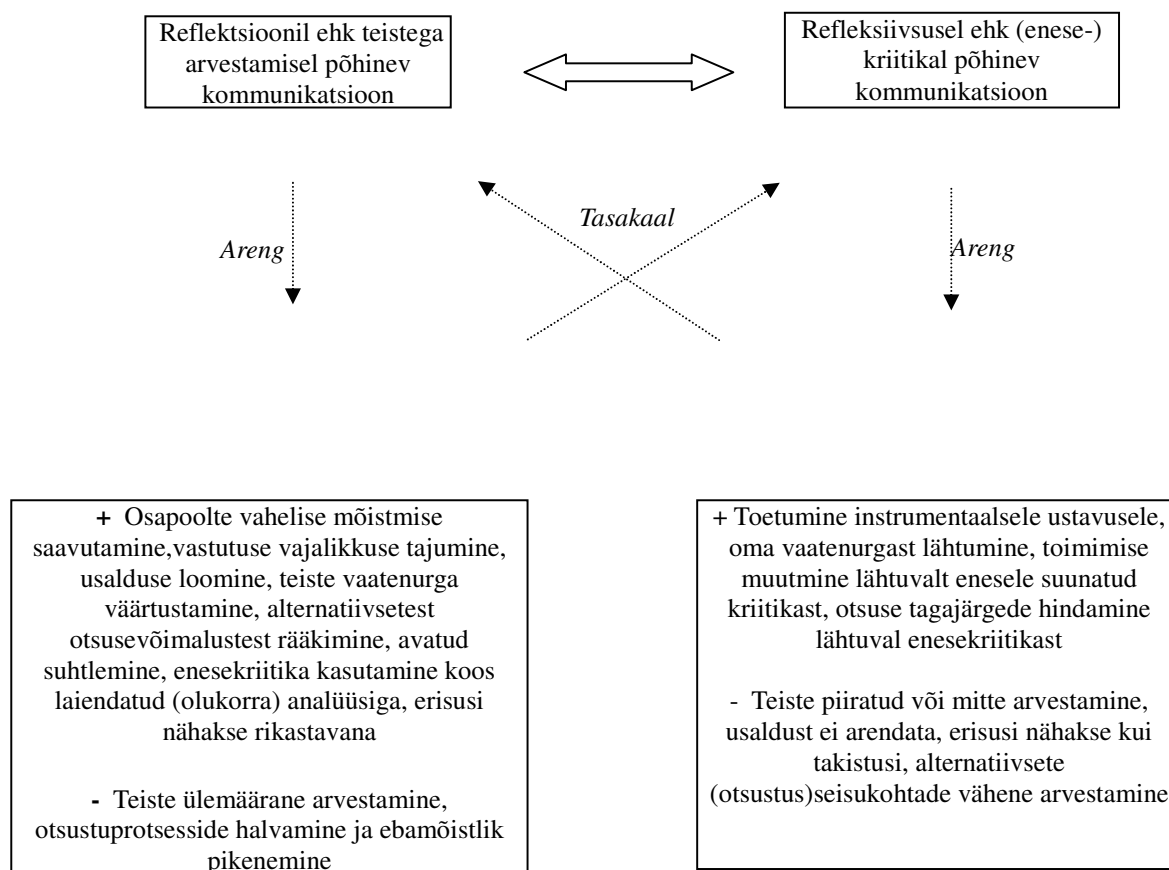 Reflektsioonil ehk teistega
arvestamisel põhinev
kommunikatsioon
Refleksiivsusel ehk (enese-)
kriitikal põhinev
kommunikatsioon
Tasakaal
Areng
Areng
+ Osapoolte vahelise mõistmise
saavutamine,vastutuse vajalikkuse tajumine,
usalduse loomine, teiste vaatenurga
väärtustamine, alternatiivsetest
otsusevõimalustest rääkimine, avatud
suhtlemine, enesekriitika kasutamine koos
laiendatud (olukorra) analüüsiga, erisusi
nähakse rikastavana
- Teiste ülemäärane arvestamine,
otsustuprotsesside halvamine ja ebamõistlik
pikenemine
+ Toetumine instrumentaalsele ustavusele,
oma vaatenurgast lähtumine, toimimise
muutmine lähtuvalt enesele suunatud
kriitikast, otsuse tagajärgede hindamine
lähtuval enesekriitikast
- Teiste piiratud või mitte arvestamine,
usaldust ei arendata, erisusi nähakse kui
takistusi, alternatiivsete
(otsustus)seisukohtade vähene arvestamine